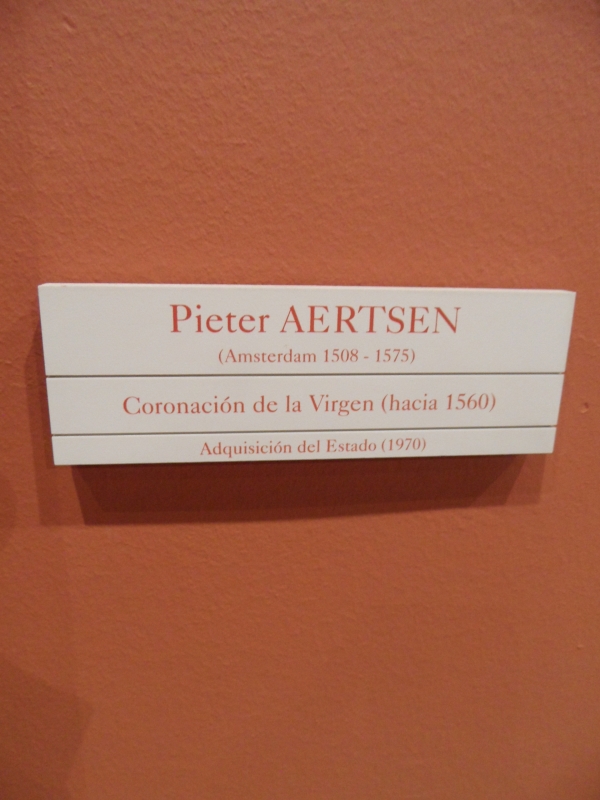 Pieter AERTSEN
(Amsterdam 1508 - 1575)
Coronación de la Virgen (hacia 1560)
Adquisición del Estado (1970)